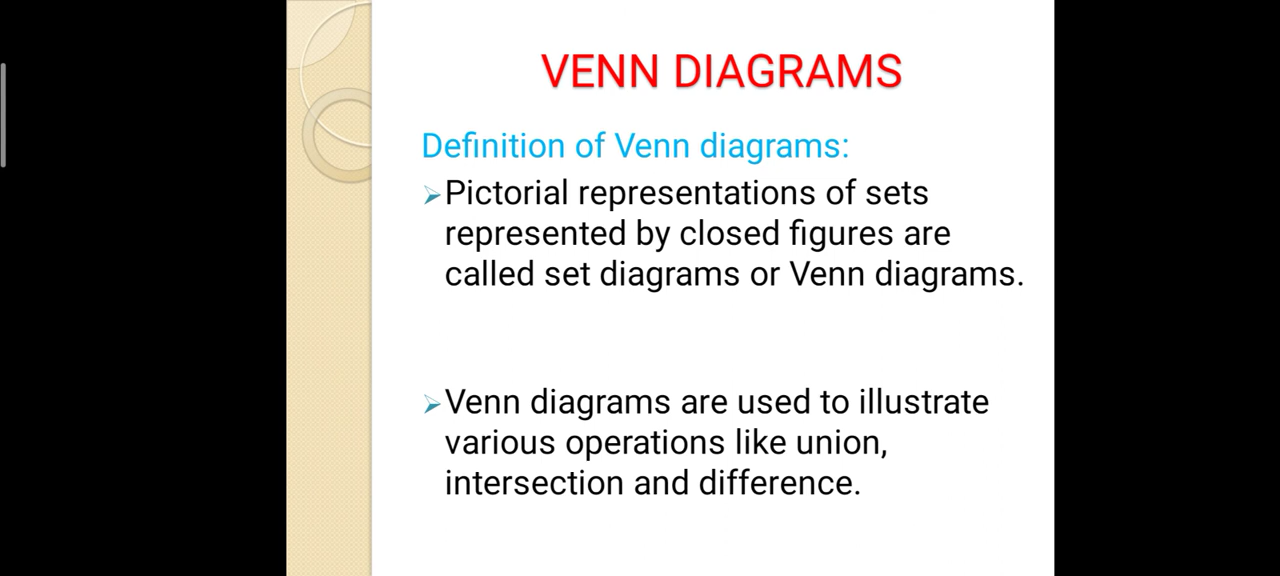 VENN DIAGRAMS
Definition of Venn diagrams:
➢Pictorial representations of sets
represented by closed figures are
called set diagrams or Venn diagrams.
➢Venn diagrams are used to illustrate
various operations like union,
intersection and difference.